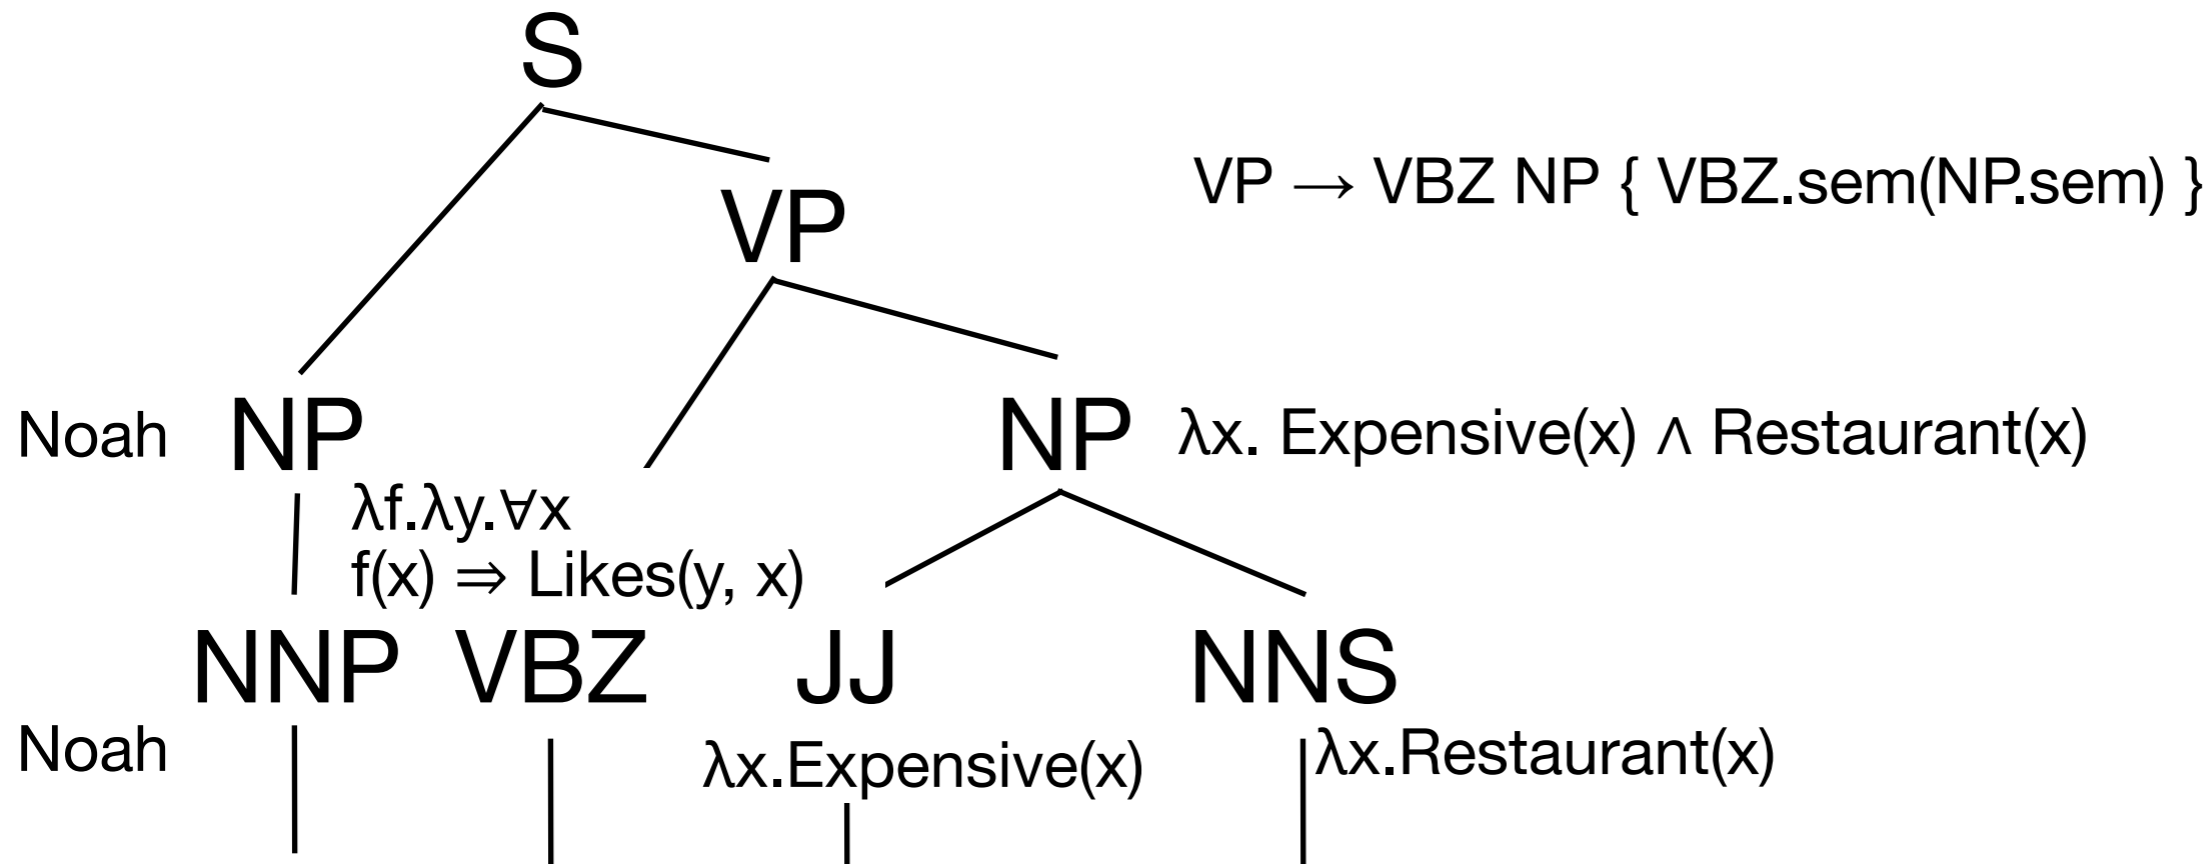 S
VP
VP → VBZ NP { VBZ.sem(NP.sem) }
Noah
NP
NP
λx. Expensive(x) ∧ Restaurant(x)
λf.λy.∀x
f(x) ⇒ Likes(y, x)
NNP
VBZ
JJ
NNS
Noah
λx.Expensive(x)
λx.Restaurant(x)